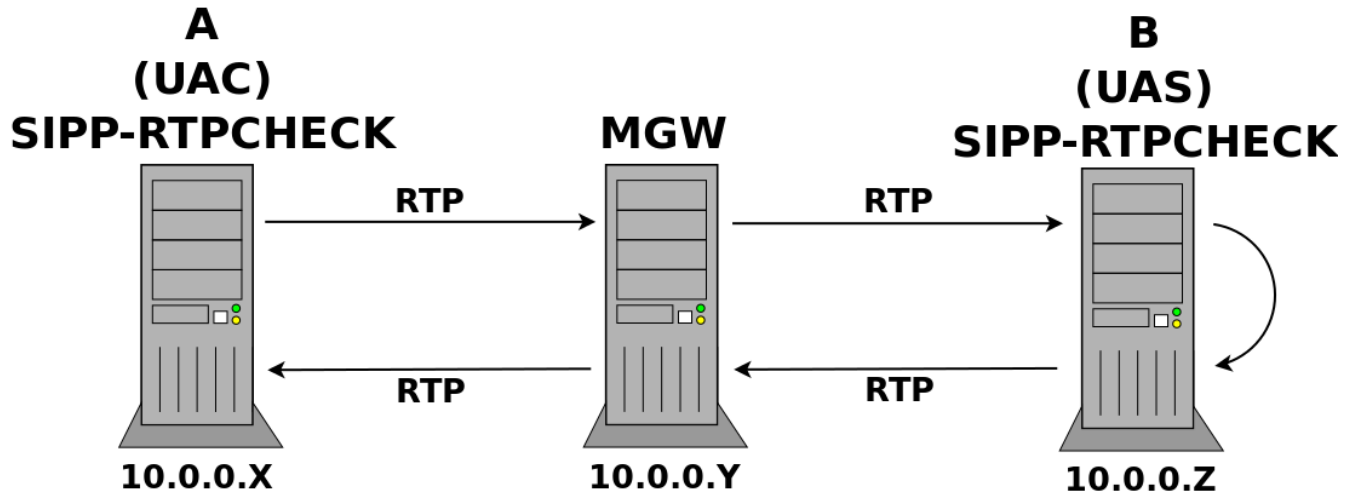 A
(UAC)
SIPP-RTPCHECK
MGW
B
(UAS)
SIPP-RTPCHECK
RTP
RTP
RTP
RTP
10.0.0.X
10.0.0.Y
10.0.0.Z